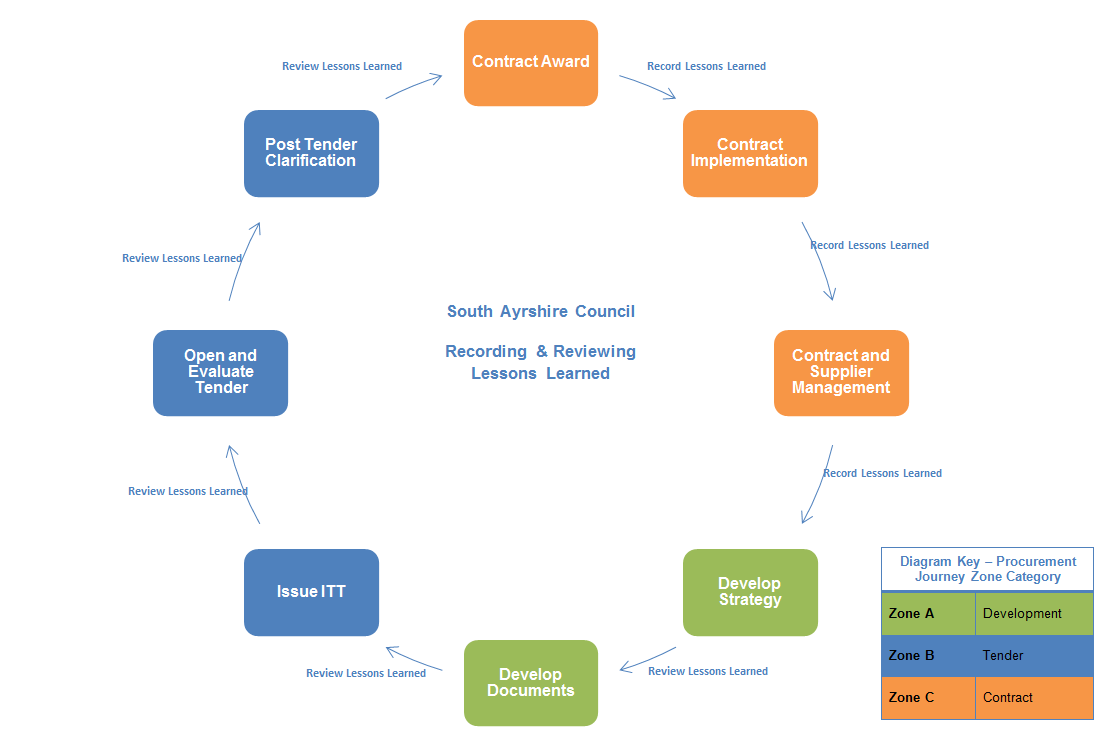 Contract Award
Review Lessons Learned
Record Lessons Learned
Post Tender
Clarification
Contract
Implementation
Review Lessons Learned
Record Lessons Learned
South Ayrshire Council
Recording & Reviewing
Lessons Learned
Open and
Evaluate
Tender
Contract and
Supplier
Management
Review Lessons Learned
Record Lessons Learned
Issue ITT
Develop
Strategy
Review Lessons Learned
Develop
Documents
Review Lessons Learned
Diagram Key – Procurement
Journey Zone Category
Zone A Development
Zone B Tender
Zone C Contract